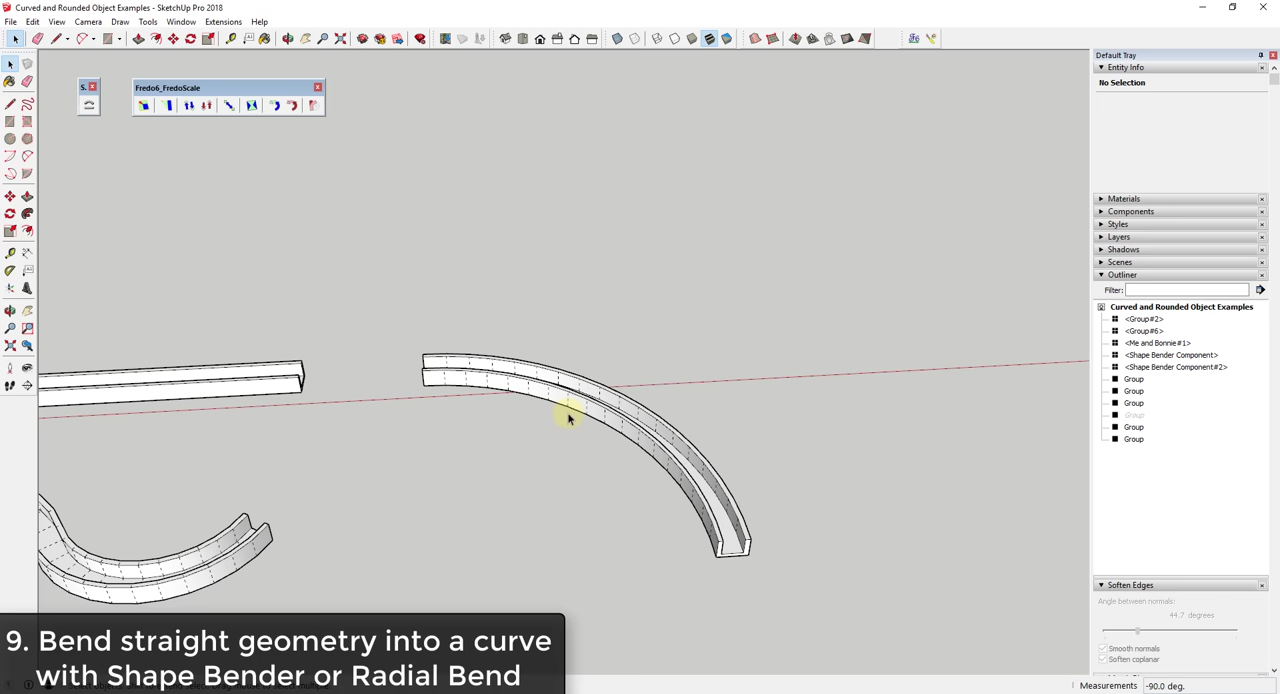 Curved and Rounded Object Examples - SketchUp Pro 2018
File Edit View Camera Draw Tools Window Extensions Help
S.
Fredo6_FredoScale
Default Tray
Entity Info
No Selection
Materials
Components
Styles
Layers
Shadows
Scenes
Outliner
Filter:
Curved and Rounded Object Examples
<Group#2>
<Group#6>
<Me and Bonnie#1>
<Shape Bender Component>
<Shape Bender Component#2>
Group
Group
Group
Group
Group
Group
Soften Edges
Angle between normals:
44.7 degrees
Smooth normals
Soften coplanar
9. Bend straight geometry into a curve
with Shape Bender or Radial Bend
Measurements -90.0 deg.